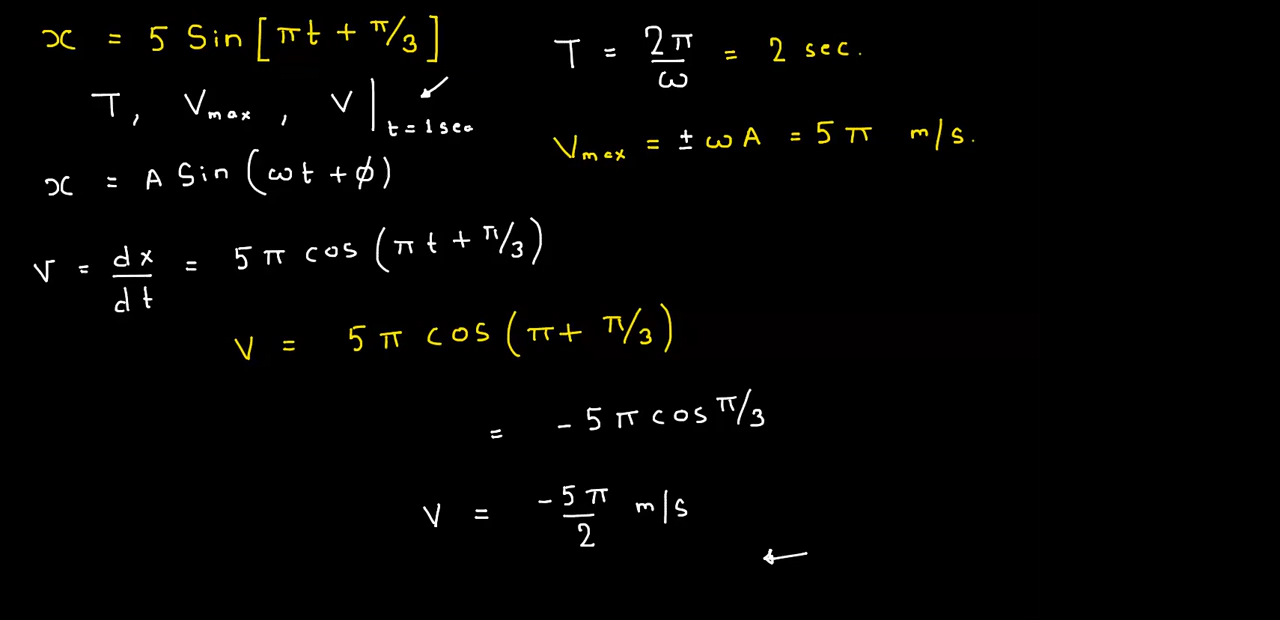 x = 5 Sin [πt + π/3]
T, Vmax, V|t=1sec
x = A Sin (ωt + ϕ)
v = dx/dt = 5π cos (πt + π/3)
V = 5π cos (π + π/3)
= -5π cos π/3
V = -5π/2 m/s
T = 2π/ω = 2 sec.
Vmax = ± ωA = 5π m/s.